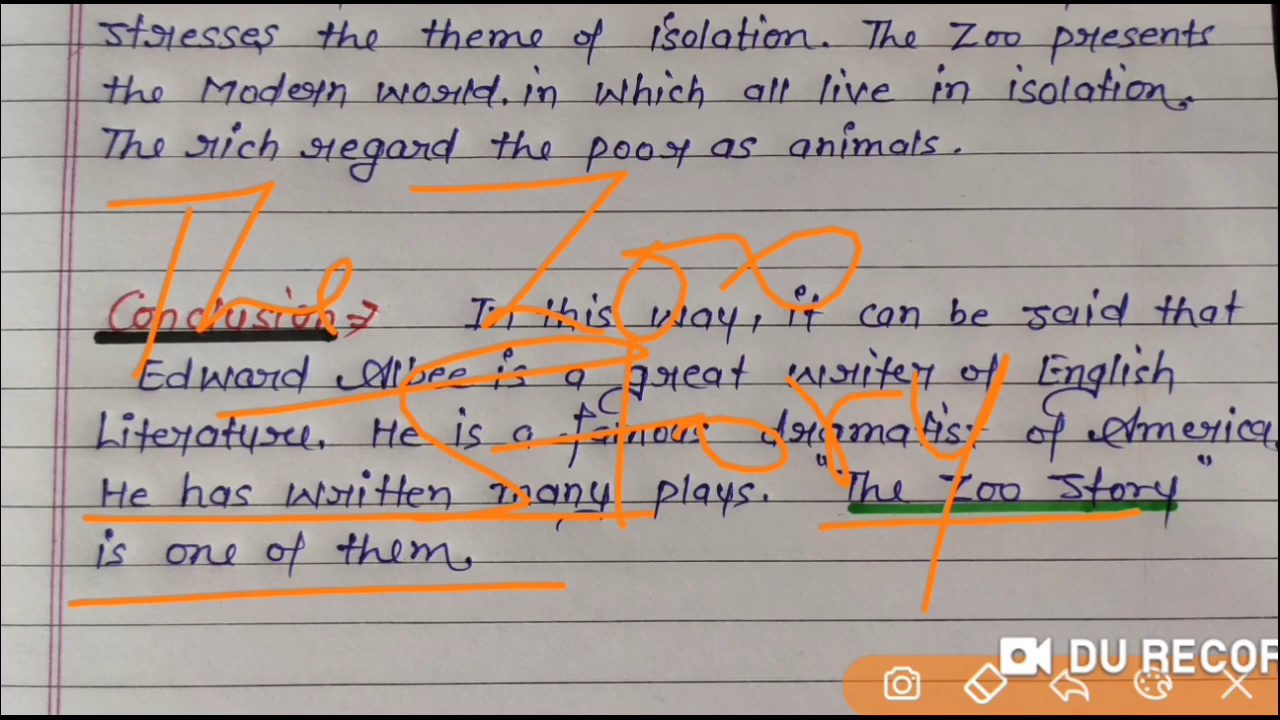 stresses the theme of isolation. The Zoo presents
the Modern world. in which all live in isolation.
The rich regard the poor as animals.
The Zoo
Story
Conclusion → In this way, it can be said that
Edward Albee is a great writer of English
Literature. He is a famous dramatist of America
He has written many plays. "The Zoo Story"
is one of them.
DU RECOR